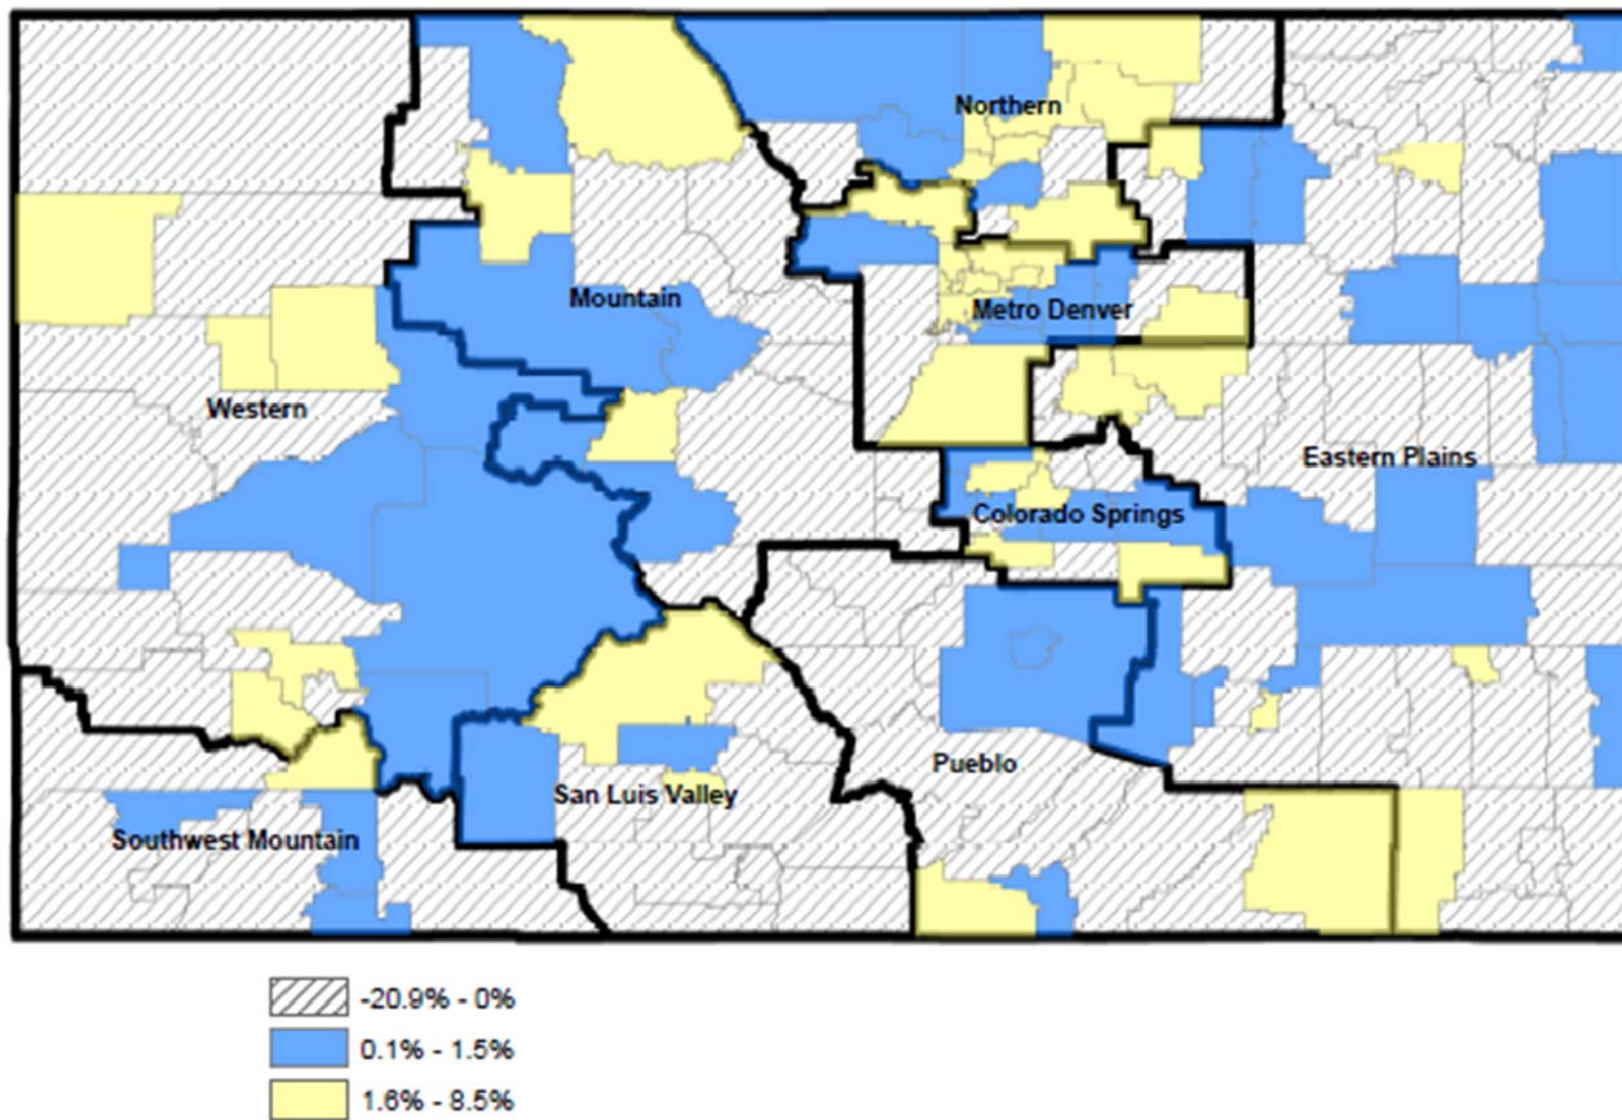 Northern
Mountain
Metro Denver
Western
Eastern Plains
Colorado Springs
Pueblo
San Luis Valley
Southwest Mountain
-20.9% - 0%
0.1% - 1.5%
1.6% - 8.5%